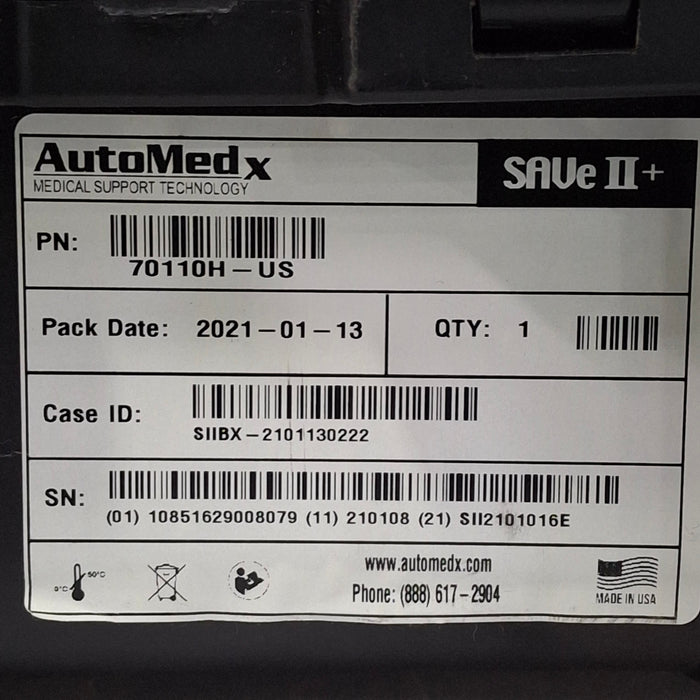 AutoMedx
MEDICAL SUPPORT TECHNOLOGY
SAVe II+
PN:
70110H-US
Pack Date: 2021-01-13
QTY: 1
Case ID:
SIIBX-2101130222
SN:
(01) 10851629008079 (11) 210108 (21) SII2101016E
0°C 50°C
www.automedx.com
Phone: (888) 617-2904
MADE IN USA